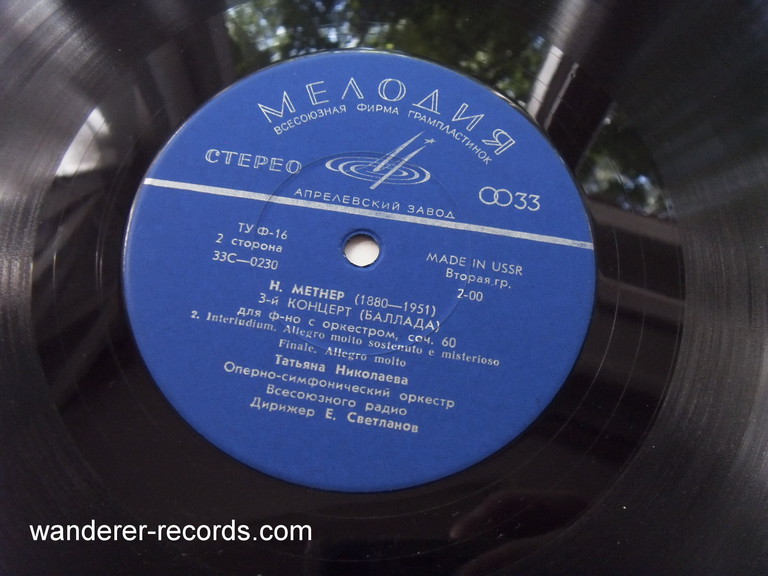 МЕЛОДИЯ
ВСЕСОЮЗНАЯ ФИРМА ГРАМПЛАСТИНОК
СТЕРЕО
33
АПРЕЛЕВСКИЙ ЗАВОД
ТУ Ф-16
2 сторона
33С—0230
MADE IN USSR
Вторая гр.
2-00
Н. МЕТНЕР (1880—1951)
3-й КОНЦЕРТ (БАЛЛАДА)
для ф-но с оркестром, соч. 60
2. Interludium. Allegro molto sostenuto e misterioso
Finale. Allegro molto
Татьяна Николаева
Оперно-симфонический оркестр
Всесоюзного радио
Дирижер Е. Светланов
wanderer-records.com